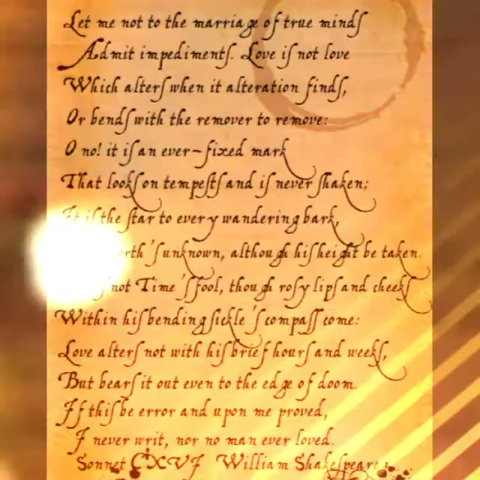 Let me not to the marriage of true minds
Admit impediments. Love is not love
Which alters when it alteration finds,
Or bends with the remover to remove:
O no! it is an ever-fixed mark
That looks on tempests and is never shaken;
It is the star to every wandering bark,
unknown, although his height be taken.
not Time's fool, though rosy lips and cheeks
Within his bending sickle's compass come:
Love alters not with his brief hours and weeks,
But bears it out even to the edge of doom.
If this be error and upon me proved,
I never writ, nor no man ever loved.
Sonnet CXVI William Shakespeare